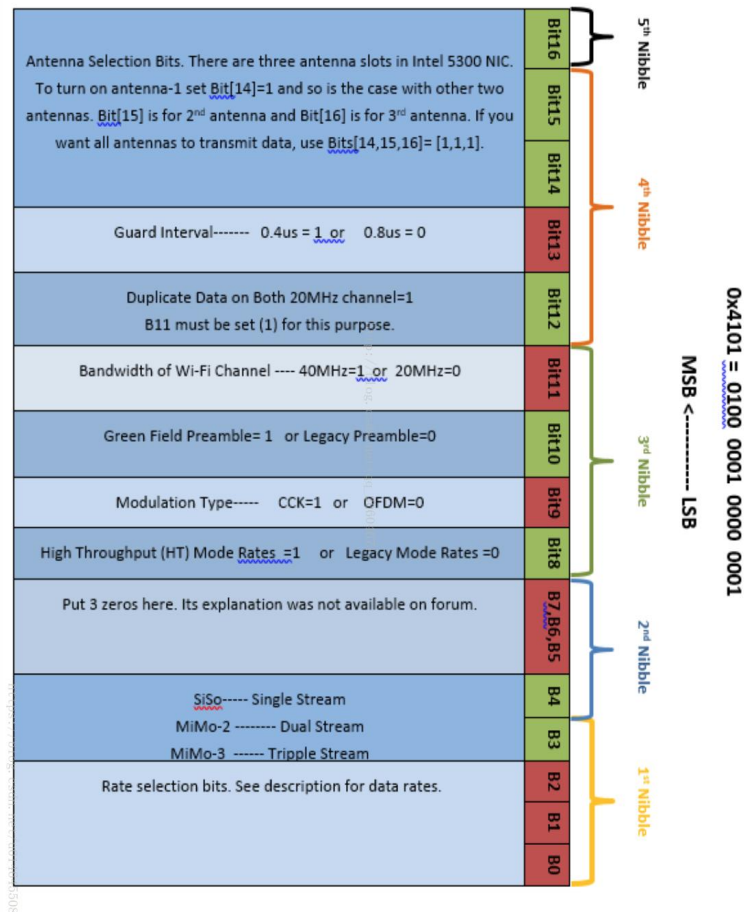 0x4101 = 0100 0001 0000 0001
MSB <----------- LSB
5th Nibble
4th Nibble
3rd Nibble
2nd Nibble
1st Nibble
Bit16
Bit15
Bit14
Antenna Selection Bits. There are three antenna slots in Intel 5300 NIC.
To turn on antenna-1 set Bit[14]=1 and so is the case with other two
antennas. Bit[15] is for 2nd antenna and Bit[16] is for 3rd antenna. If you
want all antennas to transmit data, use Bits[14,15,16]= [1,1,1].
Bit13
Guard Interval------- 0.4us = 1 or 0.8us = 0
Bit12
Duplicate Data on Both 20MHz channel=1
B11 must be set (1) for this purpose.
Bit11
Bandwidth of Wi-Fi Channel ---- 40MHz=1 or 20MHz=0
Bit10
Green Field Preamble= 1 or Legacy Preamble=0
Bit9
Modulation Type----- CCK=1 or OFDM=0
Bit8
High Throughput (HT) Mode Rates =1 or Legacy Mode Rates =0
B7,B6,B5
Put 3 zeros here. Its explanation was not available on forum.
B4
B3
SiSo----- Single Stream
MiMo-2 -------- Dual Stream
MiMo-3 ------ Tripple Stream
B2
B1
B0
Rate selection bits. See description for data rates.